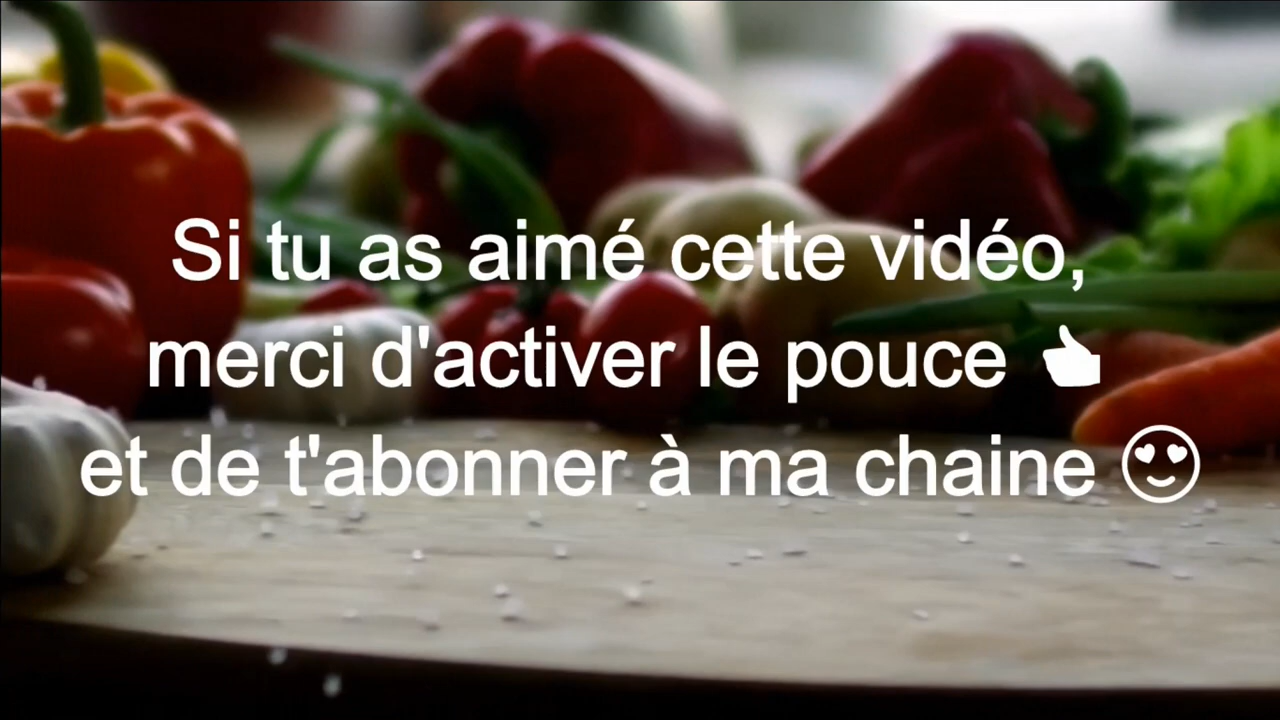 Si tu as aimé cette vidéo,
merci d'activer le pouce 👍
et de t'abonner à ma chaine 😍